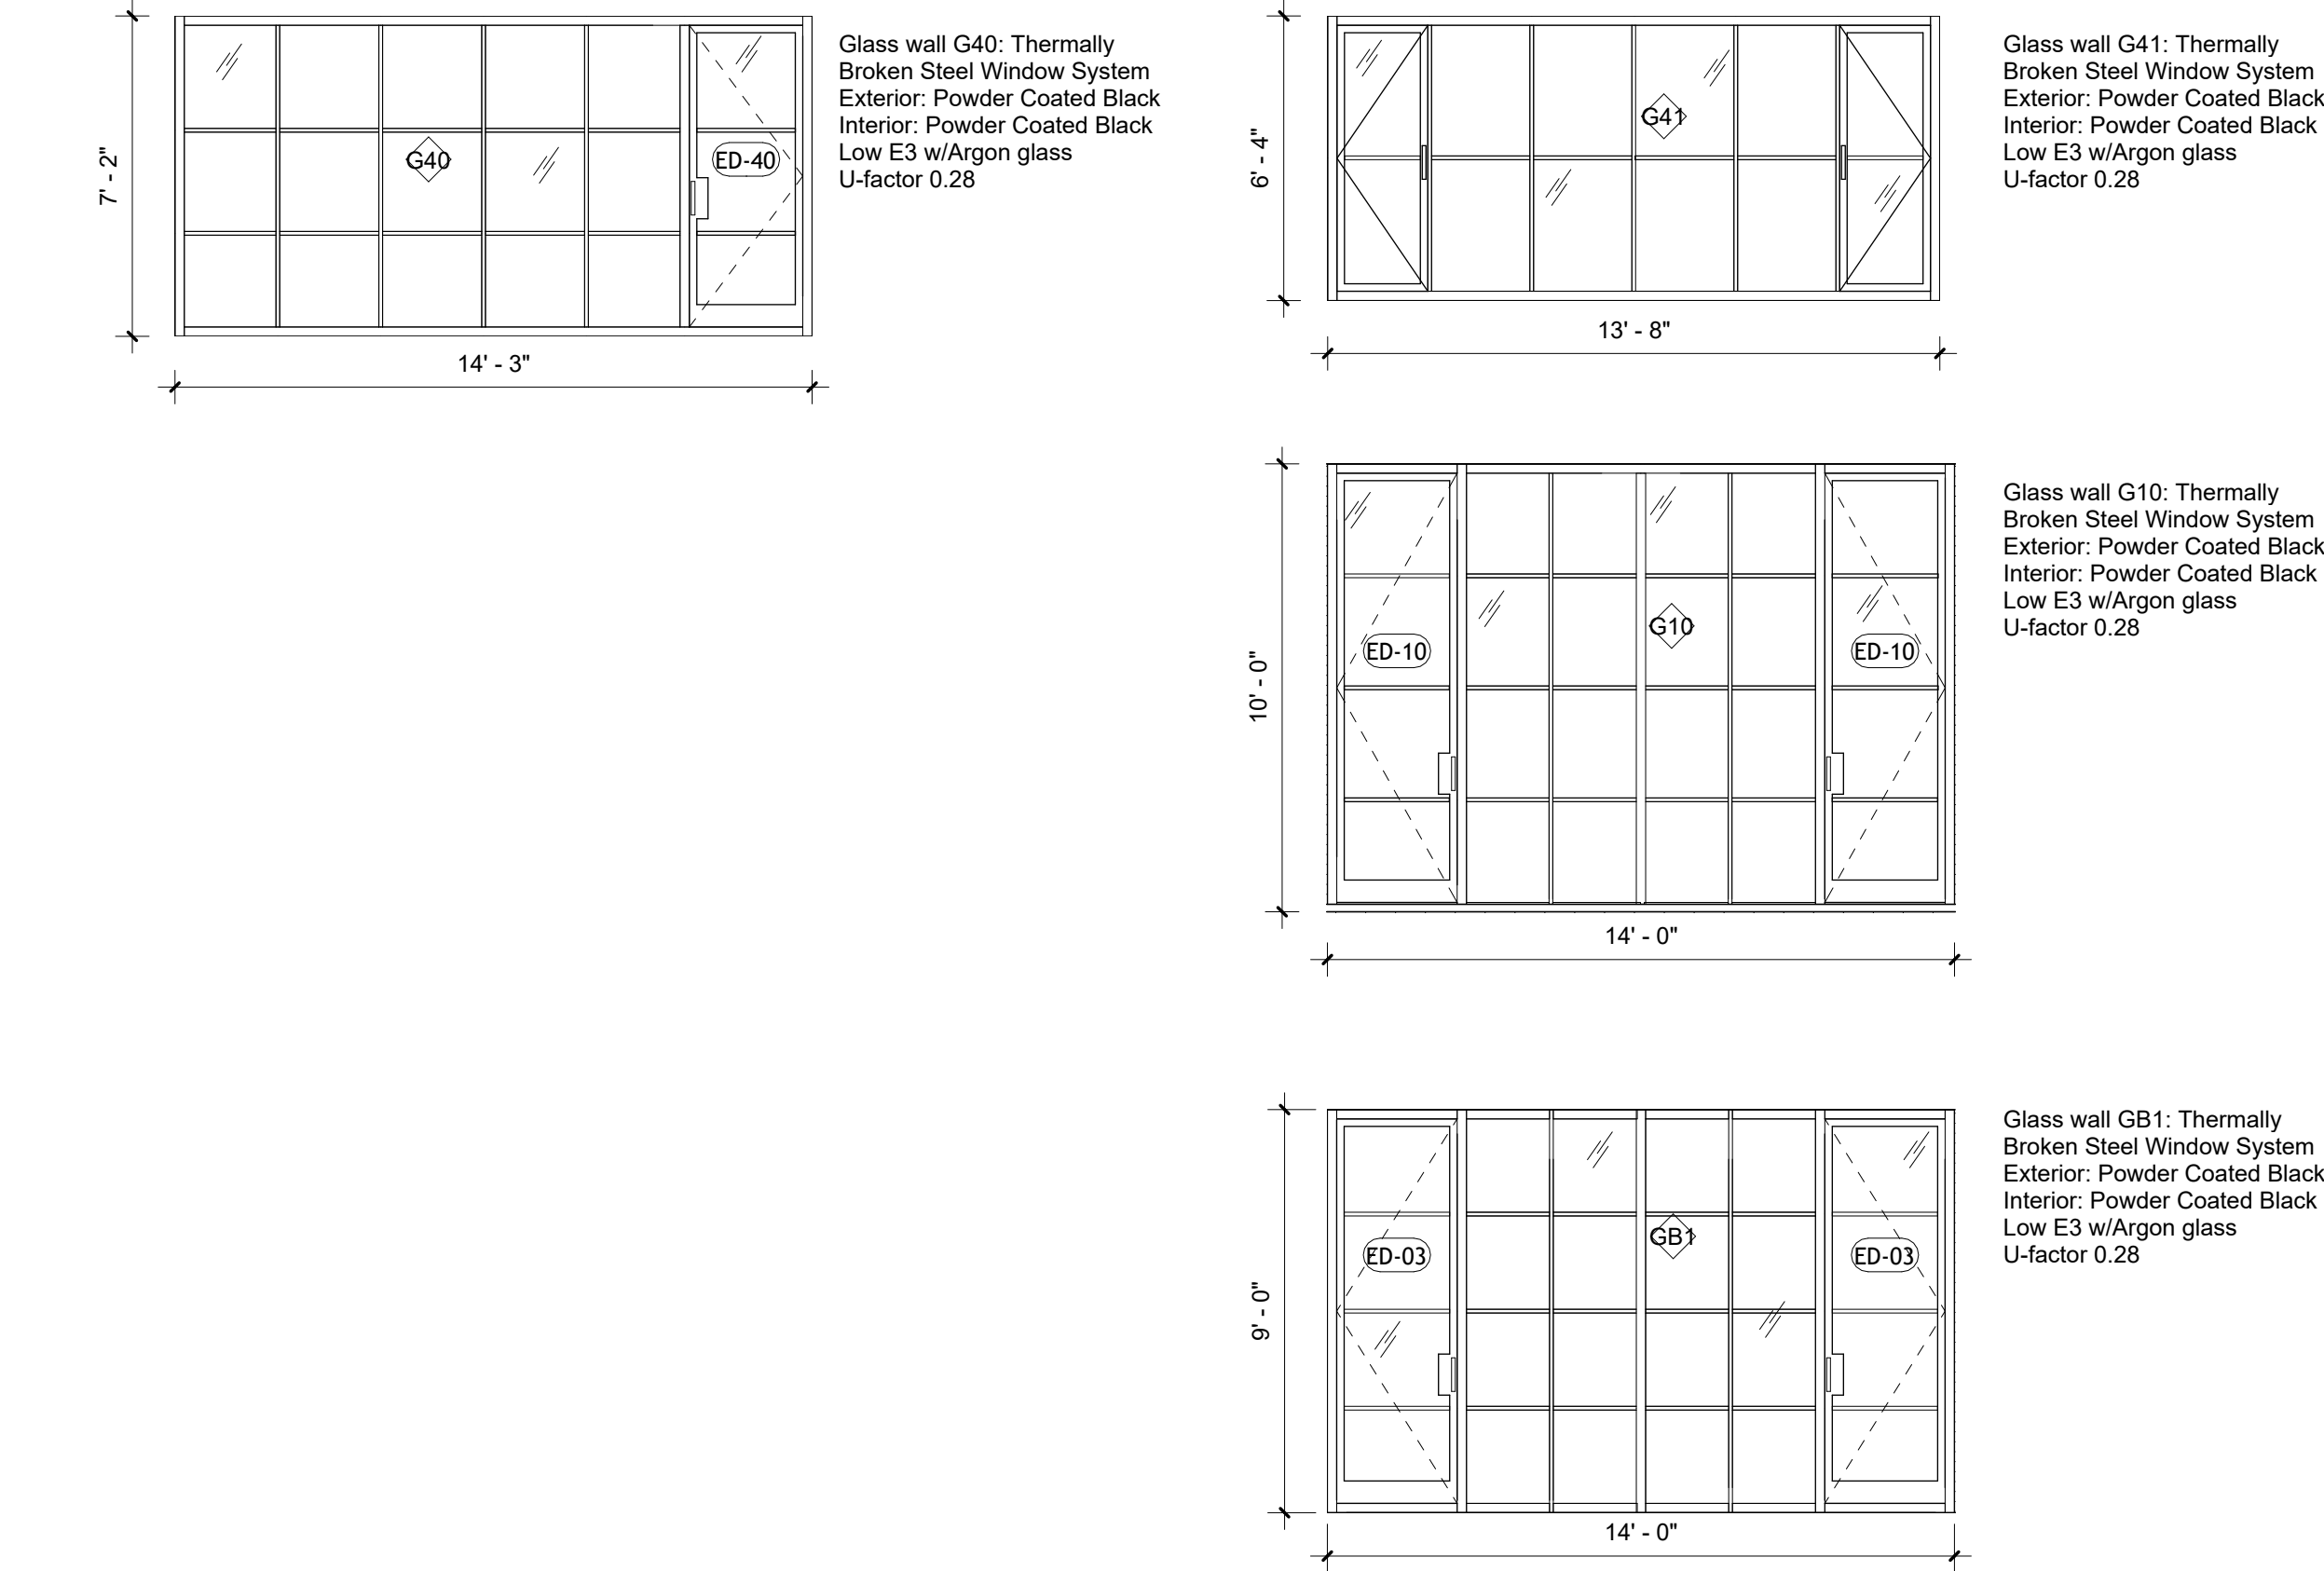 7' - 2"
G40
ED-40
14' - 3"
Glass wall G40: Thermally
Broken Steel Window System
Exterior: Powder Coated Black
Interior: Powder Coated Black
Low E3 w/Argon glass
U-factor 0.28
6' - 4"
G41
13' - 8"
Glass wall G41: Thermally
Broken Steel Window System
Exterior: Powder Coated Black
Interior: Powder Coated Black
Low E3 w/Argon glass
U-factor 0.28
10' - 0"
ED-10
G10
ED-10
14' - 0"
Glass wall G10: Thermally
Broken Steel Window System
Exterior: Powder Coated Black
Interior: Powder Coated Black
Low E3 w/Argon glass
U-factor 0.28
9' - 0"
ED-03
GB1
ED-03
14' - 0"
Glass wall GB1: Thermally
Broken Steel Window System
Exterior: Powder Coated Black
Interior: Powder Coated Black
Low E3 w/Argon glass
U-factor 0.28